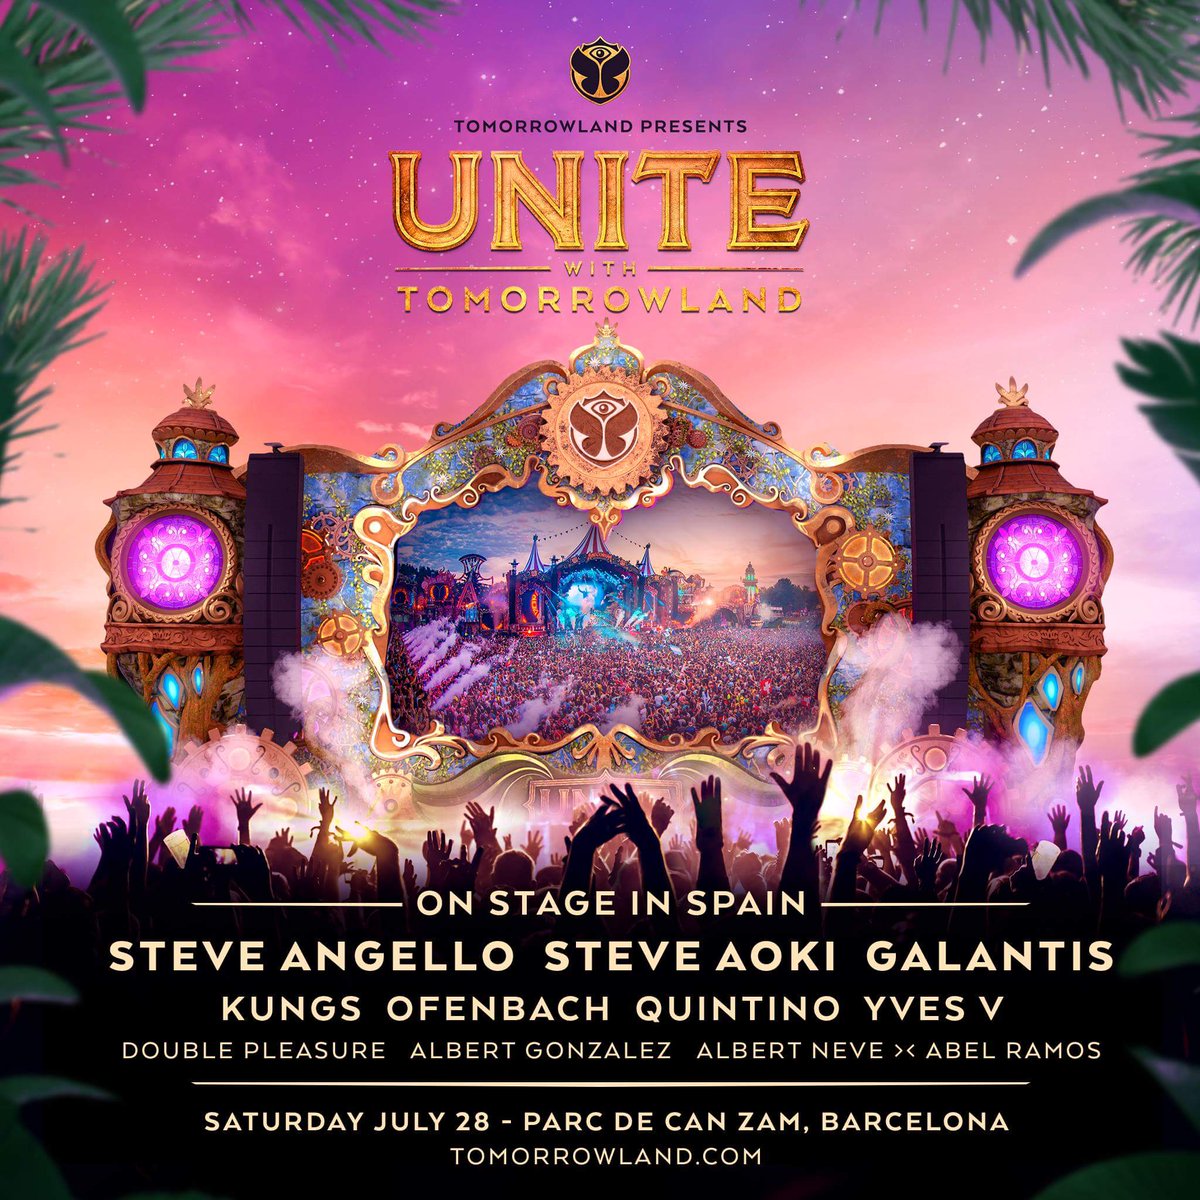 TOMORROWLAND PRESENTS
UNITE
WITH
TOMORROWLAND
ON STAGE IN SPAIN
STEVE ANGELLO STEVE AOKI GALANTIS
KUNGS OFENBACH QUINTINO YVES V
DOUBLE PLEASURE ALBERT GONZALEZ ALBERT NEVE >< ABEL RAMOS
SATURDAY JULY 28 - PARC DE CAN ZAM, BARCELONA
TOMORROWLAND.COM